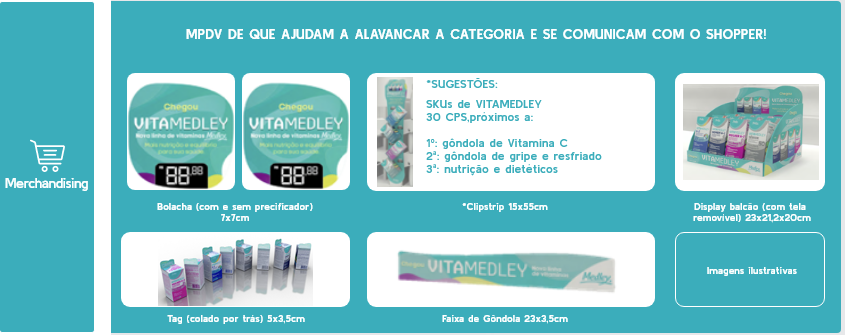 MPDV DE QUE AJUDAM A ALAVANCAR A CATEGORIA E SE COMUNICAM COM O SHOPPER!
Merchandising
Chegou
VITAMEDLEY
Nova linha de vitaminas Medley
Mais nutrição e equilíbrio
para sua saúde
88,88
Chegou
VITAMEDLEY
Nova linha de vitaminas Medley
Mais nutrição e equilíbrio
para sua saúde
88,88
Bolacha (com e sem precificador)
7x7cm
*SUGESTÕES:
SKUs de VITAMEDLEY
30 CPS,próximos a:
1º: gôndola de Vitamina C
2ª: gôndola de gripe e resfriado
3ª: nutrição e dietéticos
*Clipstrip 15x55cm
VITAMEDLEY
Display balcão (com tela
removível) 23x21,2x20cm
Tag (colado por trás) 5x3,5cm
Chegou
VITAMEDLEY
Nova linha
de vitaminas
Medley
Faixa de Gôndola 23x3,5cm
Imagens ilustrativas